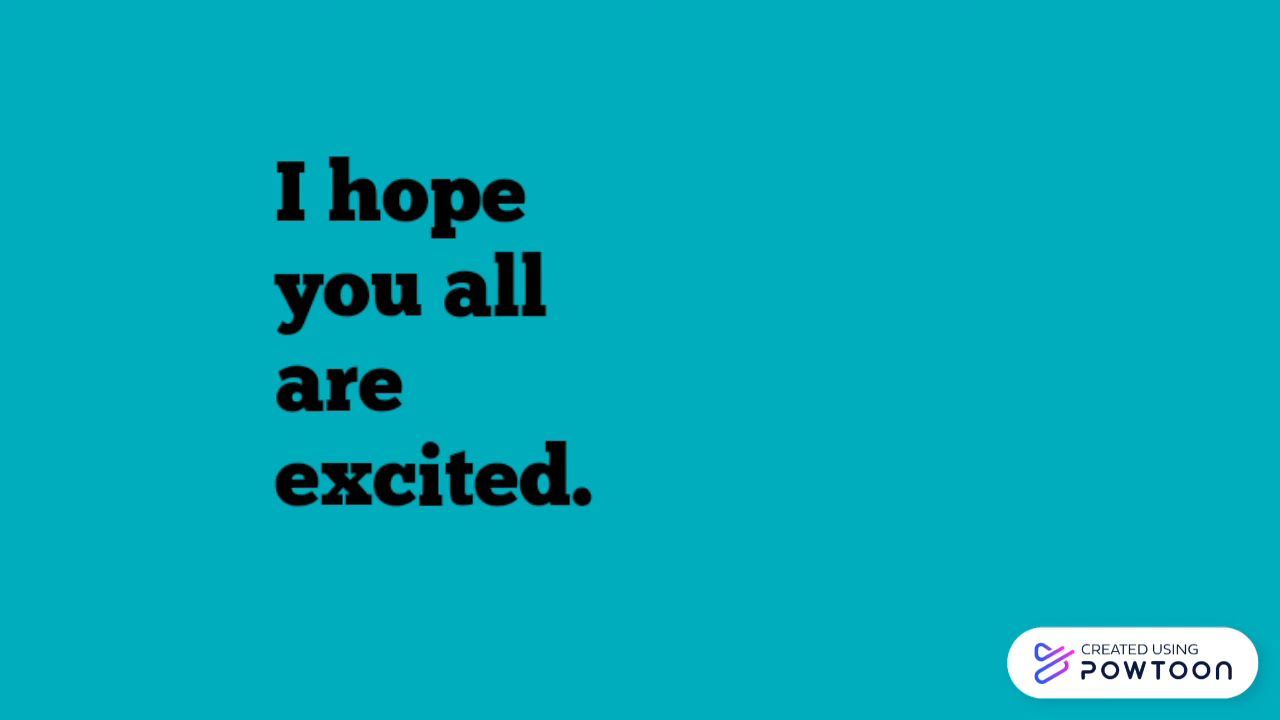 I hope
you all
are
excited.
CREATED USING
POWTOON